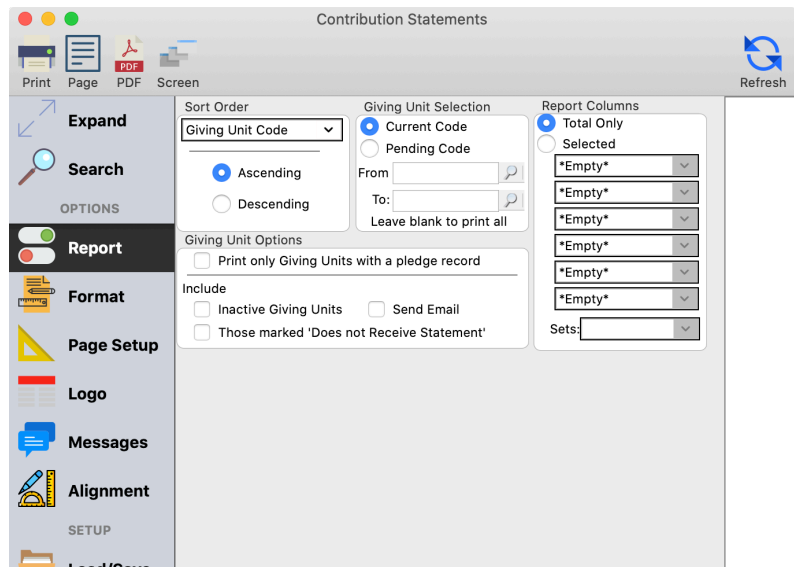 Contribution Statements
Print Page PDF Screen Refresh
PDF
Expand
Search
OPTIONS
Report
Format
Page Setup
Logo
Messages
Alignment
SETUP
Sort Order
Giving Unit Code
Ascending
Descending
Giving Unit Selection
Current Code
Pending Code
From
To:
Leave blank to print all
Report Columns
Total Only
Selected
*Empty*
*Empty*
*Empty*
*Empty*
*Empty*
*Empty*
Sets:
Giving Unit Options
Print only Giving Units with a pledge record
Include
Inactive Giving Units Send Email
Those marked 'Does not Receive Statement'